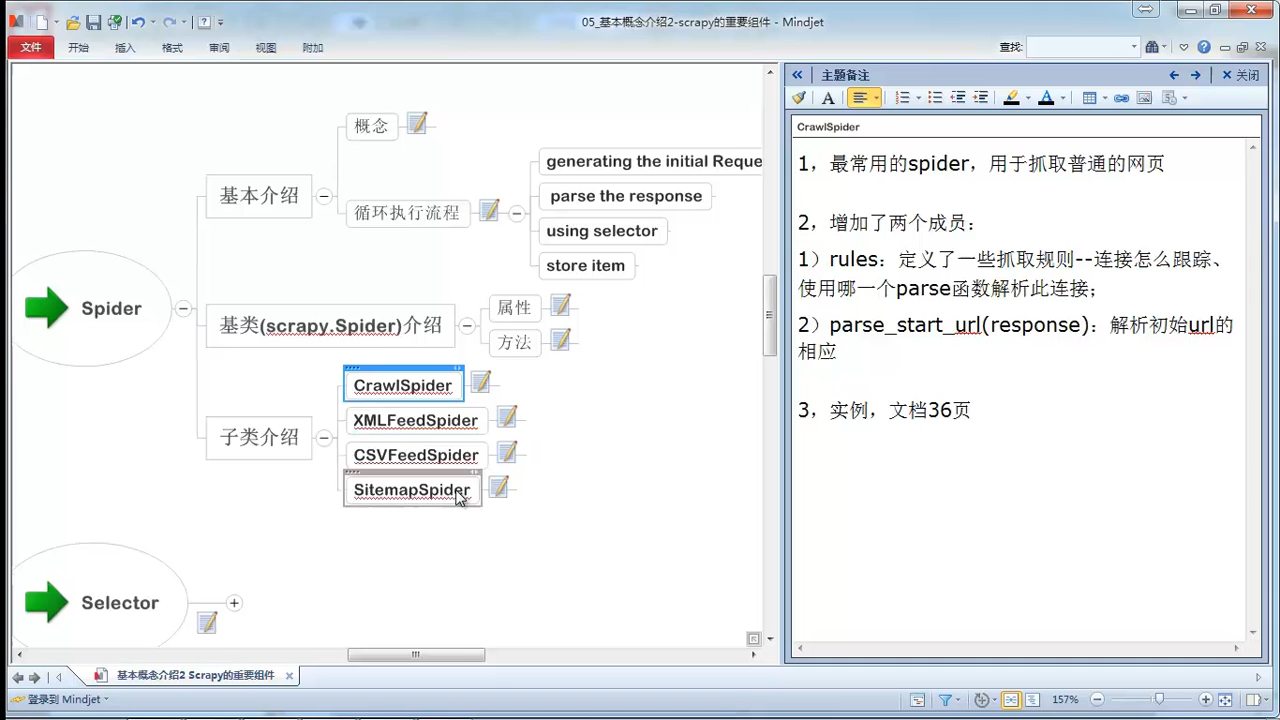 05_基本概念介绍2-scrapy的重要组件 - Mindjet
文件 开始 插入 格式 审阅 视图 附加 查找:
主题备注 关闭
CrawlSpider
1，最常用的spider，用于抓取普通的网页
2，增加了两个成员：
1）rules：定义了一些抓取规则--连接怎么跟踪、
使用哪一个parse函数解析此连接；
2）parse_start_url(response)：解析初始url的
相应
3，实例，文档36页
Spider
基本介绍
概念
循环执行流程
generating the initial Reque
parse the response
using selector
store item
基类(scrapy.Spider)介绍
属性
方法
子类介绍
CrawlSpider
XMLFeedSpider
CSVFeedSpider
SitemapSpider
Selector
基本概念介绍2 Scrapy的重要组件
登录到 Mindjet
157%